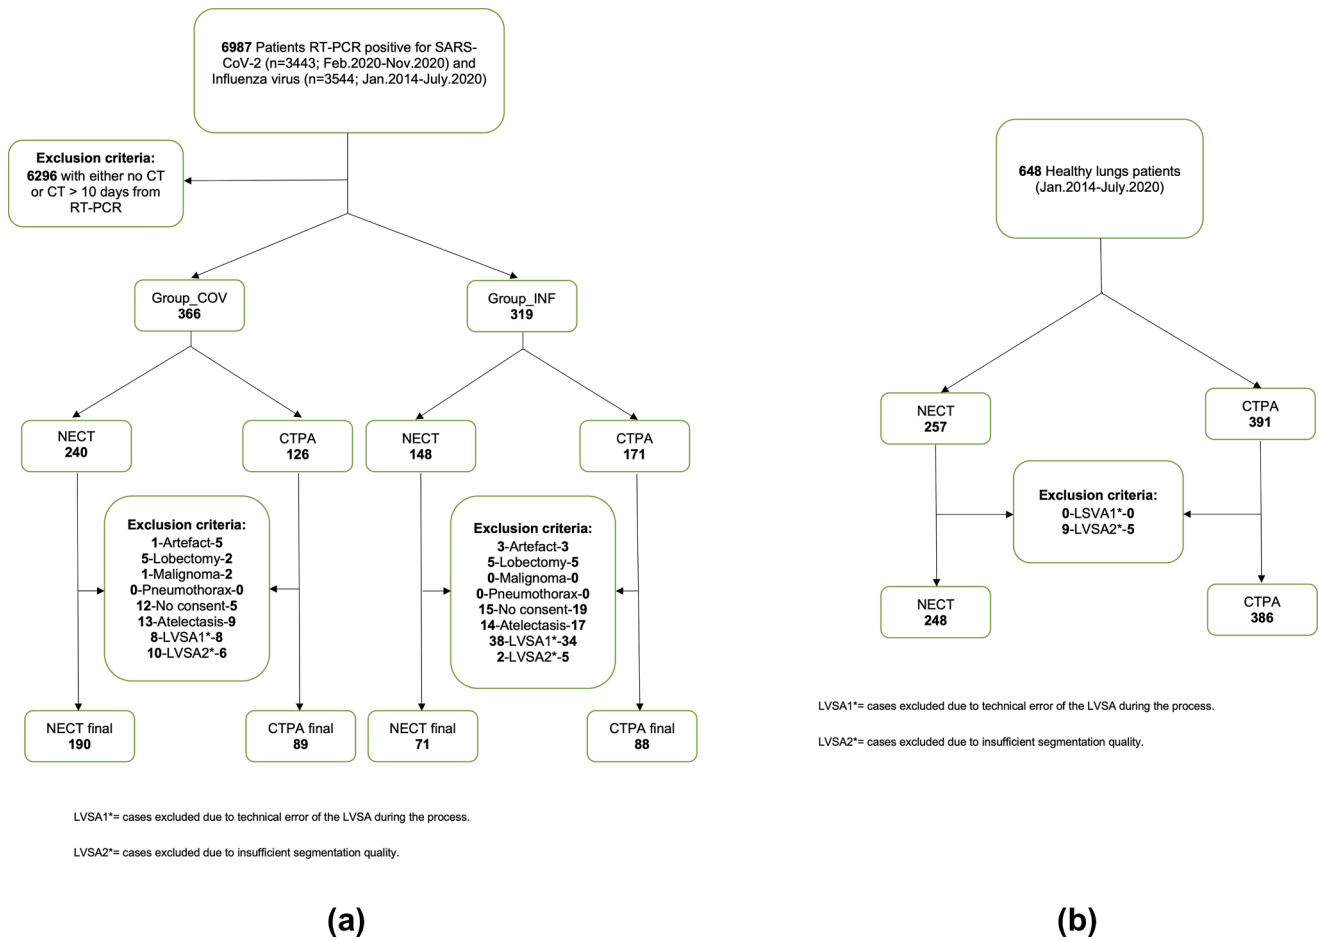 6987 Patients RT-PCR positive for SARS-
CoV-2 (n=3443; Feb.2020-Nov.2020) and
Influenza virus (n=3544; Jan.2014-July.2020)
Exclusion criteria:
6296 with either no CT
or CT > 10 days from
RT-PCR
Group_COV
366
Group_INF
319
NECT
240
CTPA
126
NECT
148
CTPA
171
Exclusion criteria:
1-Artefact-5
5-Lobectomy-2
1-Malignoma-2
0-Pneumothorax-0
12-No consent-5
13-Atelectasis-9
8-LVSA1*-8
10-LVSA2*-6
Exclusion criteria:
3-Artefact-3
5-Lobectomy-5
0-Malignoma-0
0-Pneumothorax-0
15-No consent-19
14-Atelectasis-17
38-LVSA1*-34
2-LVSA2*-5
NECT final
190
CTPA final
89
NECT final
71
CTPA final
88
LVSA1*= cases excluded due to technical error of the LVSA during the process.
LVSA2*= cases excluded due to insufficient segmentation quality.
(a)
648 Healthy lungs patients
(Jan.2014-July.2020)
NECT
257
CTPA
391
Exclusion criteria:
0-LSVA1*-0
9-LVSA2*-5
NECT
248
CTPA
386
LVSA1*= cases excluded due to technical error of the LVSA during the process.
LVSA2*= cases excluded due to insufficient segmentation quality.
(b)